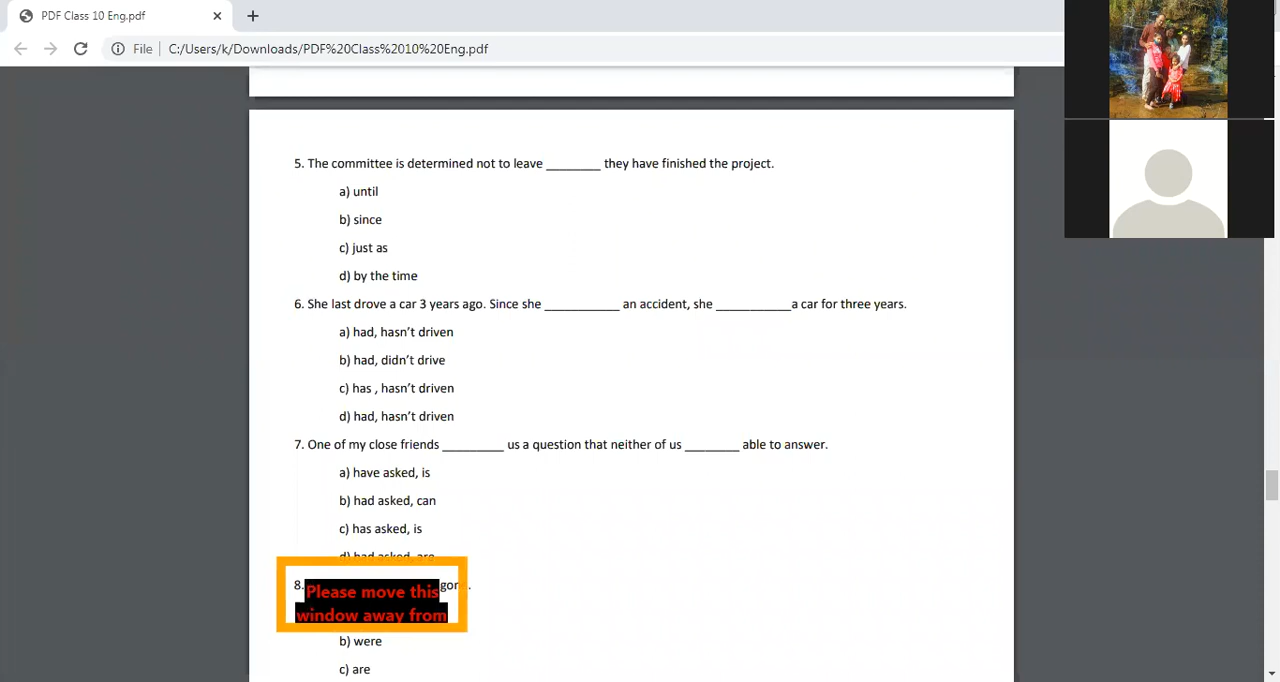 PDF Class 10 Eng.pdf
File
C:/Users/k/Downloads/PDF%20Class%2010%20Eng.pdf
5. The committee is determined not to leave ________ they have finished the project.
a) until
b) since
c) just as
d) by the time
6. She last drove a car 3 years ago. Since she ___________ an accident, she ___________a car for three years.
a) had, hasn't driven
b) had, didn't drive
c) has , hasn't driven
d) had, hasn't driven
7. One of my close friends _________ us a question that neither of us ________ able to answer.
a) have asked, is
b) had asked, can
c) has asked, is
d) had asked, are
8.
Please move this
window away from
b) were
c) are